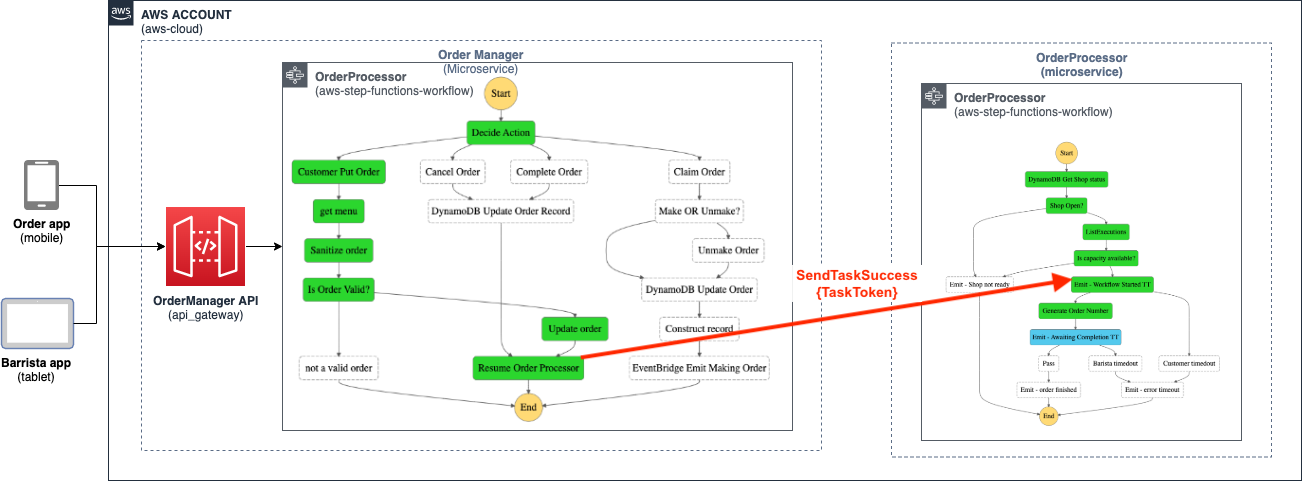 aws
AWS ACCOUNT
(aws-cloud)
Order app
(mobile)
Barrista app
(tablet)
OrderManager API
(api_gateway)
Order Manager
(Microservice)
OrderProcessor
(aws-step-functions-workflow)
Start
Decide Action
Customer Put Order
Cancel Order
Complete Order
Claim Order
get menu
DynamoDB Update Order Record
Make OR Unmake?
Sanitize order
Unmake Order
Is Order Valid?
DynamoDB Update Order
Update order
Construct record
not a valid order
Resume Order Processor
EventBridge Emit Making Order
End
SendTaskSuccess
{TaskToken}
OrderProcessor
(microservice)
OrderProcessor
(aws-step-functions-workflow)
Start
DynamoDB Get Shop status
Shop Open?
ListExecutions
Is capacity available?
Emit - Shop not ready
Emit - Workflow Started TT
Generate Order Number
Emit - Awaiting Completion TT
Pass
Barista timedout
Customer timedout
Emit - order finished
Emit - error timeout
End